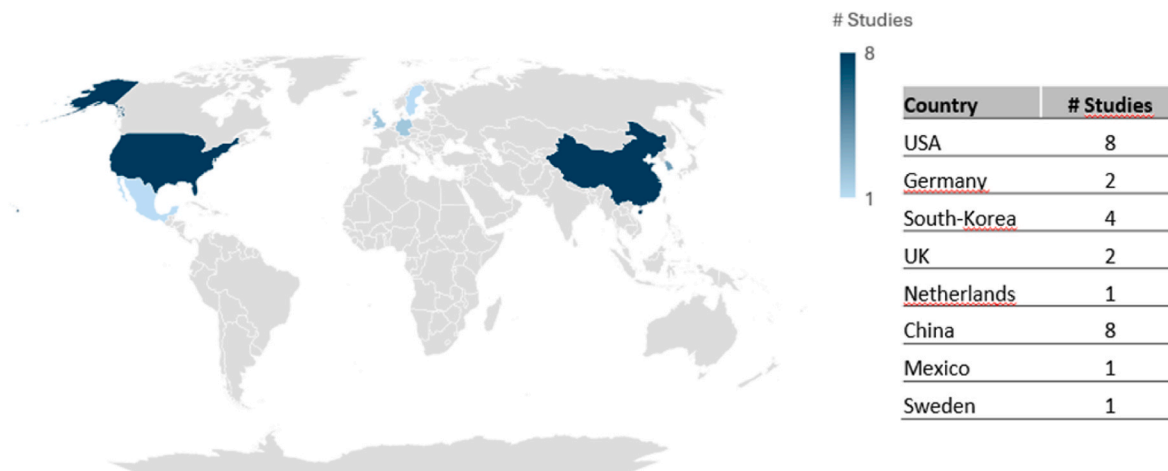 # Studies
8
1
Country # Studies
USA 8
Germany 2
South-Korea 4
UK 2
Netherlands 1
China 8
Mexico 1
Sweden 1